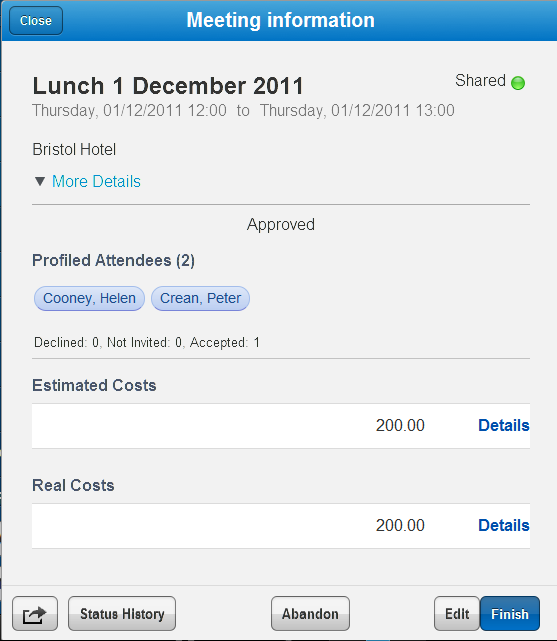 Close Meeting information
Lunch 1 December 2011 Shared
Thursday, 01/12/2011 12:00 to Thursday, 01/12/2011 13:00
Bristol Hotel
▼ More Details
Approved
Profiled Attendees (2)
Cooney, Helen Crean, Peter
Declined: 0, Not Invited: 0, Accepted: 1
Estimated Costs
200.00 Details
Real Costs
200.00 Details
Status History Abandon Edit Finish